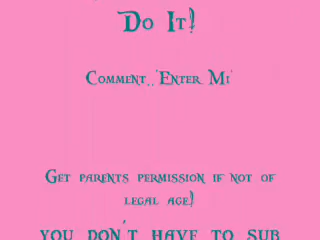 Do It!
Comment..'Enter Me'
Get parents permission if not of
legal age!
you don't have to sub